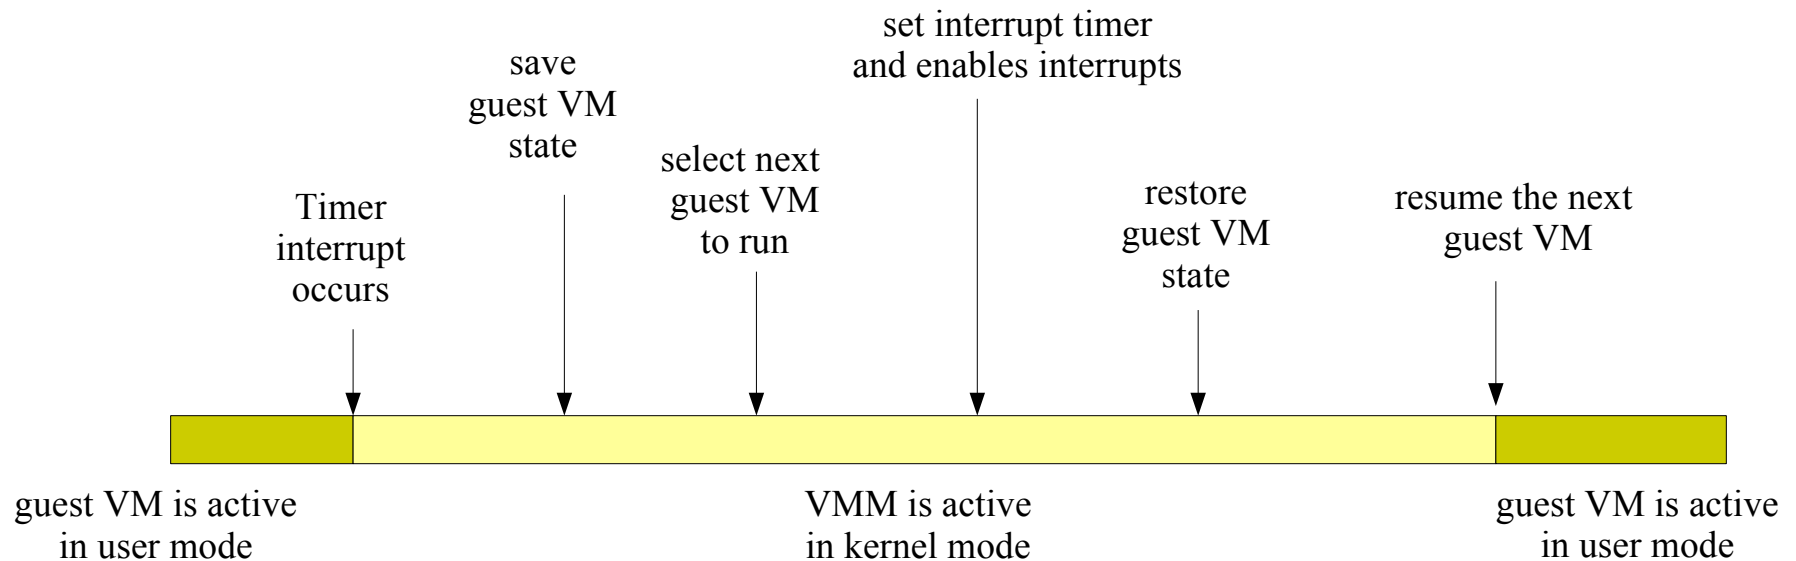 set interrupt timer
and enables interrupts
save
guest VM
state
select next
guest VM
to run
Timer
interrupt
occurs
restore
guest VM
state
resume the next
guest VM
guest VM is active
in user mode
VMM is active
in kernel mode
guest VM is active
in user mode